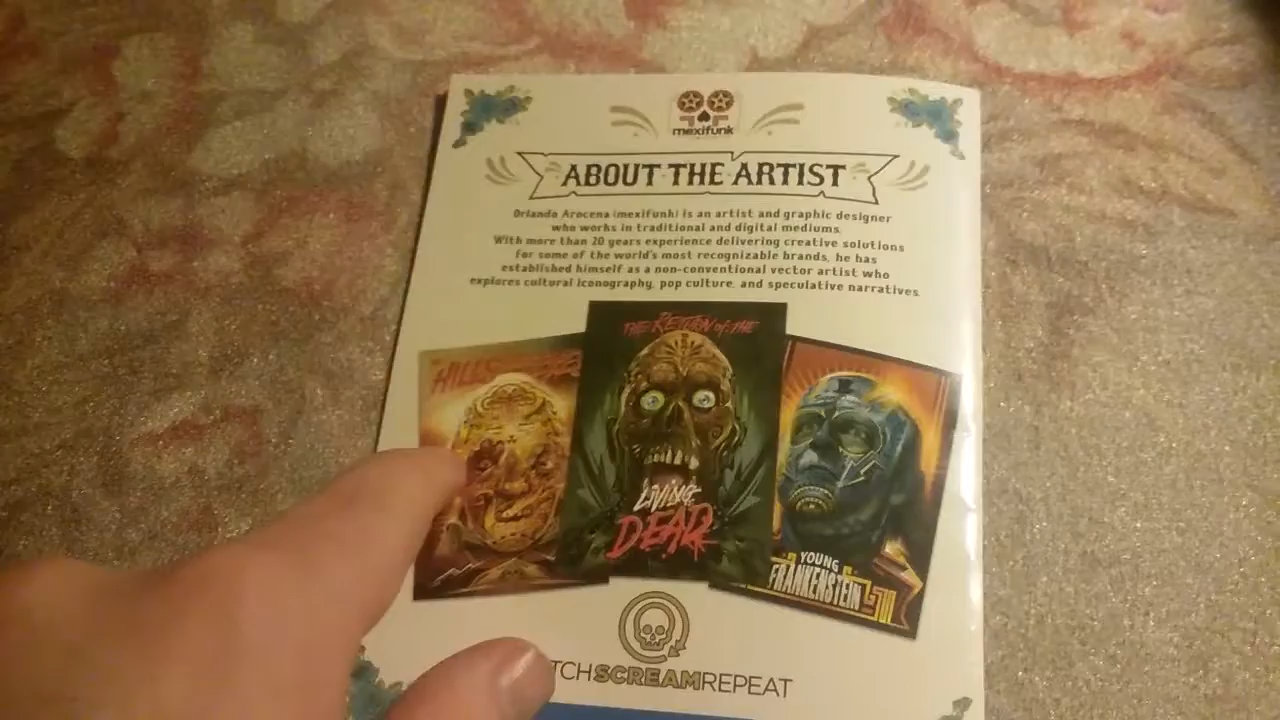 mexifunk
ABOUT THE ARTIST
Orlando Arocena (mexifunk) is an artist and graphic designer
who works in traditional and digital mediums.
With more than 20 years experience delivering creative solutions
for some of the world's most recognizable brands, he has
established himself as a non-conventional vector artist who
explores cultural iconography, pop culture, and speculative narratives.
THE RETURN of THE
LIVING
DEAD
HILLS
YOUNG
FRANKENSTEIN
TCHSCREAMREPEAT